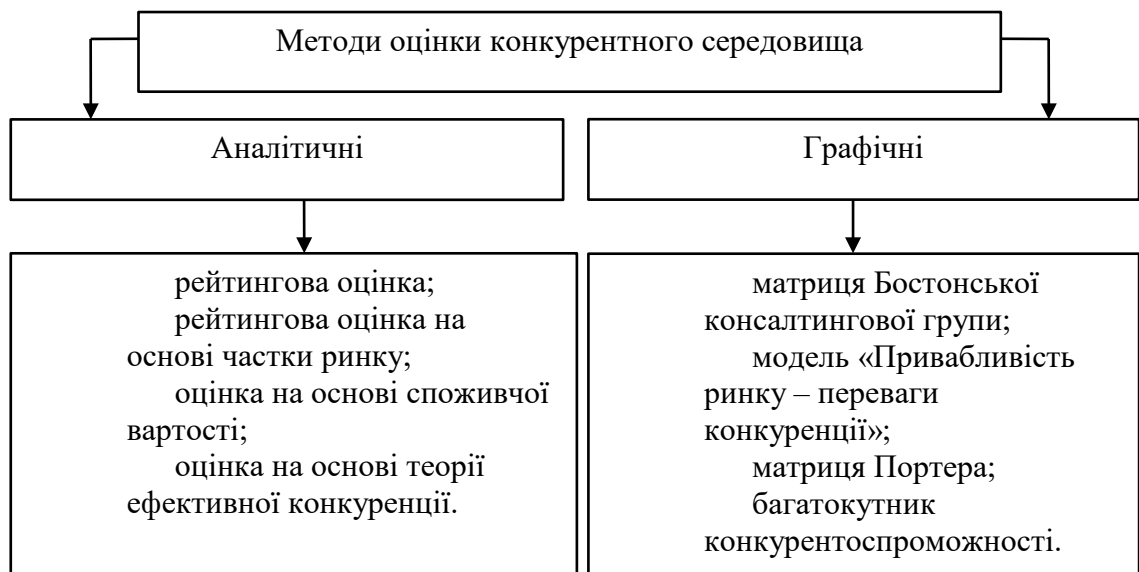 Методи оцінки конкурентного середовища
Аналітичні
Графічні
рейтингова оцінка;
рейтингова оцінка на
основі частки ринку;
оцінка на основі споживчої
вартості;
оцінка на основі теорії
ефективної конкуренції.
матриця Бостонської
консалтингової групи;
модель «Привабливість
ринку – переваги
конкуренції»;
матриця Портера;
багатокутник
конкурентоспроможності.